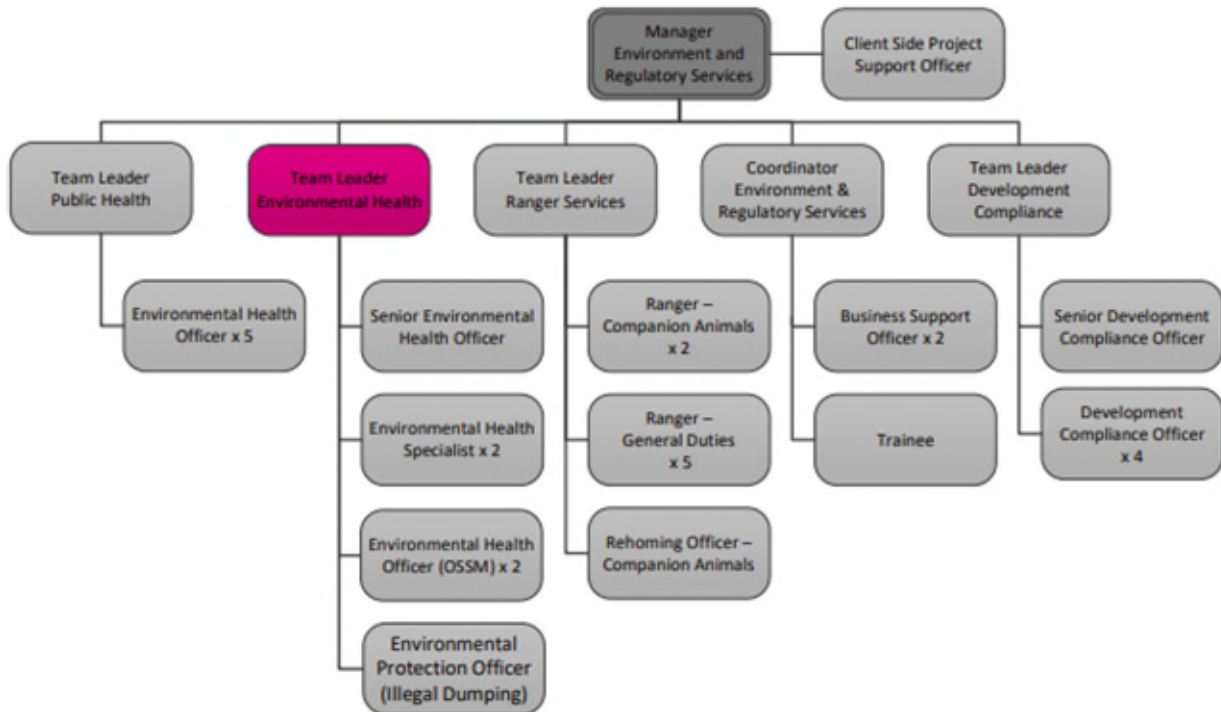 Manager
Environment and
Regulatory Services
Client Side Project
Support Officer
Team Leader
Public Health
Team Leader
Environmental Health
Team Leader
Ranger Services
Coordinator
Environment &
Regulatory Services
Team Leader
Development
Compliance
Environmental Health
Officer x 5
Senior Environmental
Health Officer
Ranger –
Companion Animals
x 2
Business Support
Officer x 2
Senior Development
Compliance Officer
Environmental Health
Specialist x 2
Ranger –
General Duties
x 5
Trainee
Development
Compliance Officer
x 4
Environmental Health
Officer (OSSM) x 2
Rehoming Officer –
Companion Animals
Environmental
Protection Officer
(Illegal Dumping)